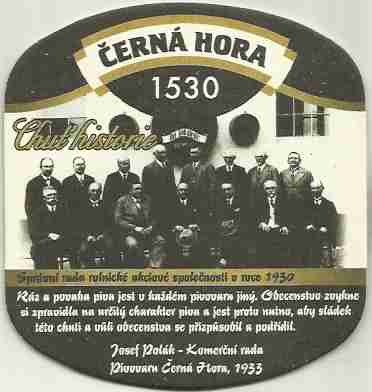 ČERNÁ HORA
1530
Chuť historie
Správní rada rolnické akciové společnosti v roce 1930
Ráz a povaha piva jest v každém pivovaru jiný. Obecenstvo zvykne
si zpravidla na určitý charakter piva a jest proto nutno, aby sládek
této chuti a vůli obecenstva se přizpůsobil a podřídil.
Josef Polák - Komerční rada
Pivovaru Černá Hora, 1933